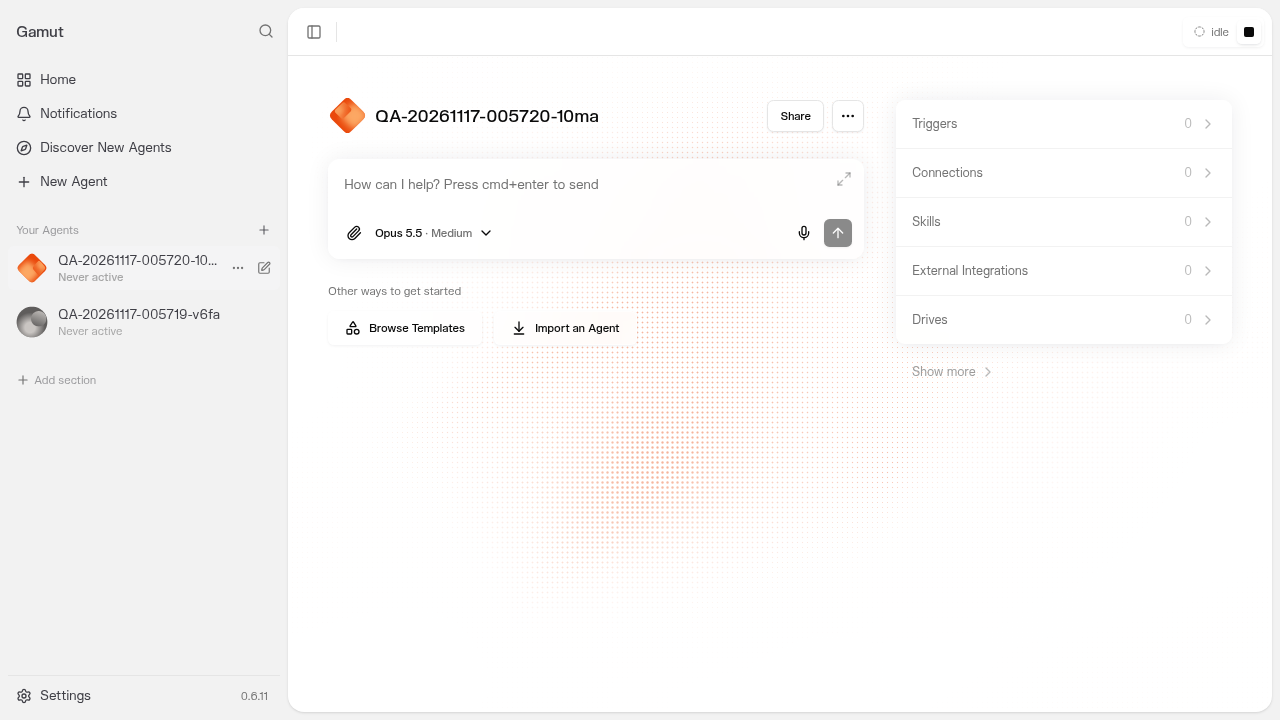 Gamut
Home
Notifications
Discover New Agents
New Agent
Your Agents
QA-20261117-005720-10...
Never active
QA-20261117-005719-v6fa
Never active
Add section
Settings
0.6.11
idle
QA-20261117-005720-10ma
Share
How can I help? Press cmd+enter to send
Opus 5.5 · Medium
Other ways to get started
Browse Templates
Import an Agent
Triggers 0
Connections 0
Skills 0
External Integrations 0
Drives 0
Show more